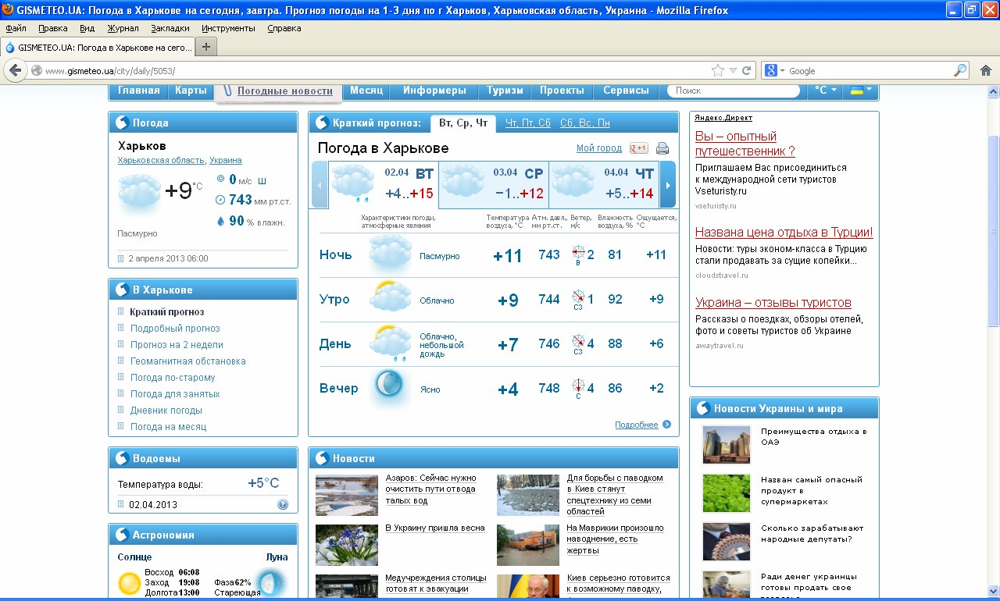 GISMETEO.UA: Погода в Харькове на сегодня, завтра. Прогноз погоды на 1-3 дня по г Харьков, Харьковская область, Украина - Mozilla Firefox
Файл Правка Вид Журнал Закладки Инструменты Справка
GISMETEO.UA: Погода в Харькове на сего...
www.gismeteo.ua/city/daily/5053/
Google
Главная Карты Погодные новости Месяц Информеры Туризм Проекты Сервисы Поиск °C
Погода
Харьков
Харьковская область, Украина
+9°C
0 м/с Ш
743 мм рт.ст.
90 % влажн.
Пасмурно
2 апреля 2013 06:00
В Харькове
Краткий прогноз
Подробный прогноз
Прогноз на 2 недели
Геомагнитная обстановка
Погода по-старому
Погода для занятых
Дневник погоды
Погода на месяц
Водоемы
Температура воды: +5°C
02.04.2013
Астрономия
Солнце Луна
Восход 06:08
Заход 19:08
Долгота 13:00
Фаза 62%
Стареющая
Краткий прогноз: Вт, Ср, Чт Чт, Пт, Сб Сб, Вс, Пн
Погода в Харькове
Мой город
+1
02.04 ВТ
+4..+15
03.04 СР
−1..+12
04.04 ЧТ
+5..+14
Характеристики погоды, атмосферные явления
Температура воздуха, °C
Атм. давл., мм рт.ст.
Ветер, м/с
Влажность воздуха, %
Ощущается, °C
Ночь Пасмурно +11 743 В 2 81 +11
Утро Облачно +9 744 СЗ 1 92 +9
День Облачно, небольшой дождь +7 746 СЗ 4 88 +6
Вечер Ясно +4 748 С 4 86 +2
Подробнее
Новости
Азаров: Сейчас нужно
очистить пути отвода
талых вод
Для борьбы с паводком
в Киев стянут
спецтехнику из семи
областей
В Украину пришла весна
На Маврикии произошло
наводнение, есть
жертвы
Медучреждения столицы
готовят к эвакуации
Киев серьезно готовится
к возможному паводку,
Яндекс.Директ
Вы – опытный
путешественник ?
Приглашаем Вас присоединиться
к международной сети туристов
Vseturisty.ru
vseturisty.ru
Названа цена отдыха в Турции!
Новости: туры эконом-класса в Турцию
стали продавать за сущие копейки...
cloudstravel.ru
Украина – отзывы туристов
Рассказы о поездках, обзоры отелей,
фото и советы туристов об Украине
awaytravel.ru
Новости Украины и мира
Преимущества отдыха в
ОАЭ
Назван самый опасный
продукт в
супермаркетах
Сколько зарабатывают
народные депутаты?
Ради денег украинцы
готовы продать свое